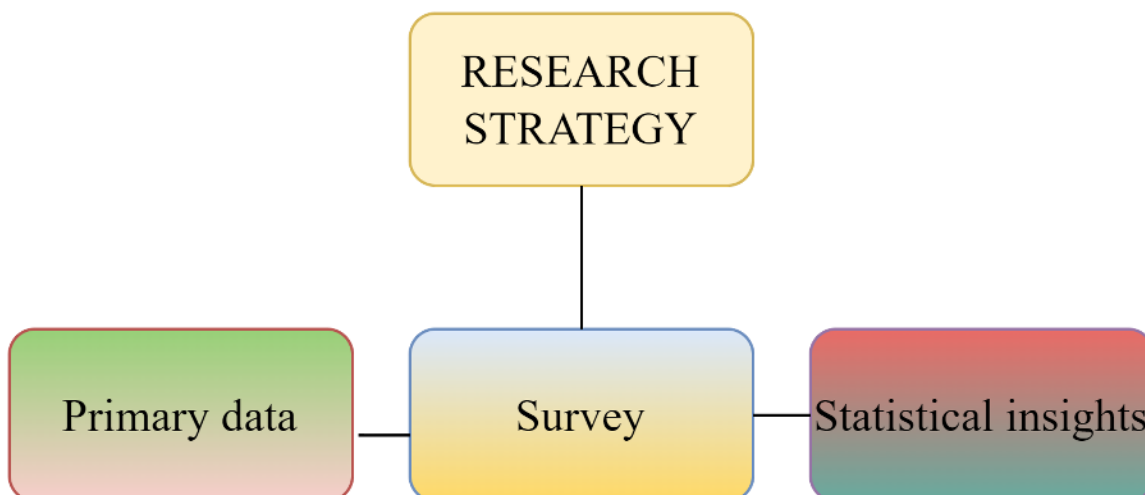 RESEARCH
STRATEGY
Primary data
Survey
Statistical insights